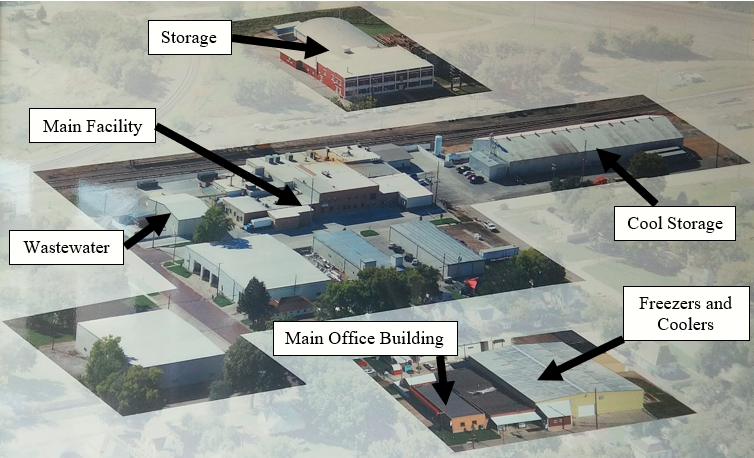 Storage
Main Facility
Cool Storage
Wastewater
Freezers and
Coolers
Main Office Building